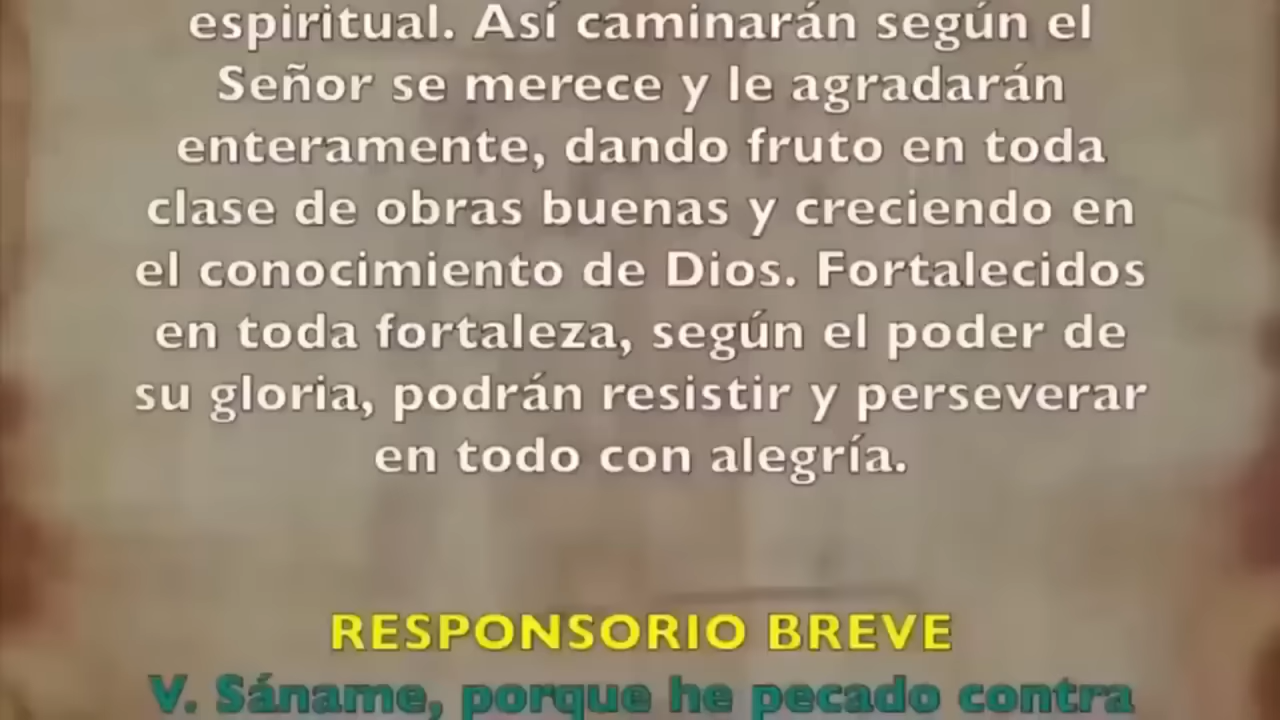 espiritual. Así caminarán según el
Señor se merece y le agradarán
enteramente, dando fruto en toda
clase de obras buenas y creciendo en
el conocimiento de Dios. Fortalecidos
en toda fortaleza, según el poder de
su gloria, podrán resistir y perseverar
en todo con alegría.
RESPONSORIO BREVE
V. Sáname, porque he pecado contra